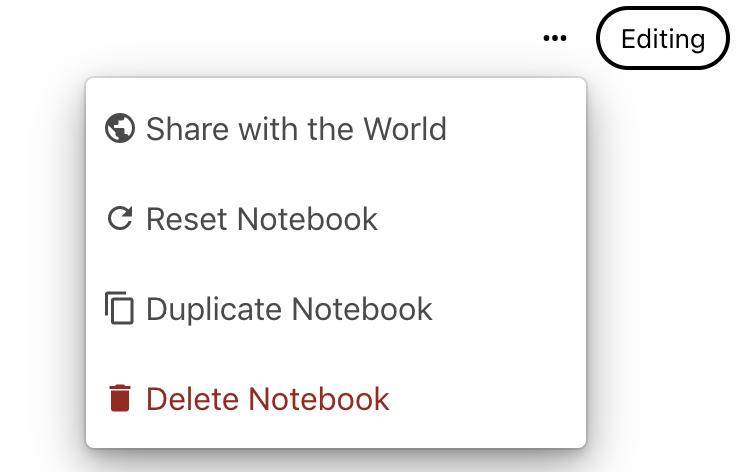 Editing
Share with the World
Reset Notebook
Duplicate Notebook
Delete Notebook